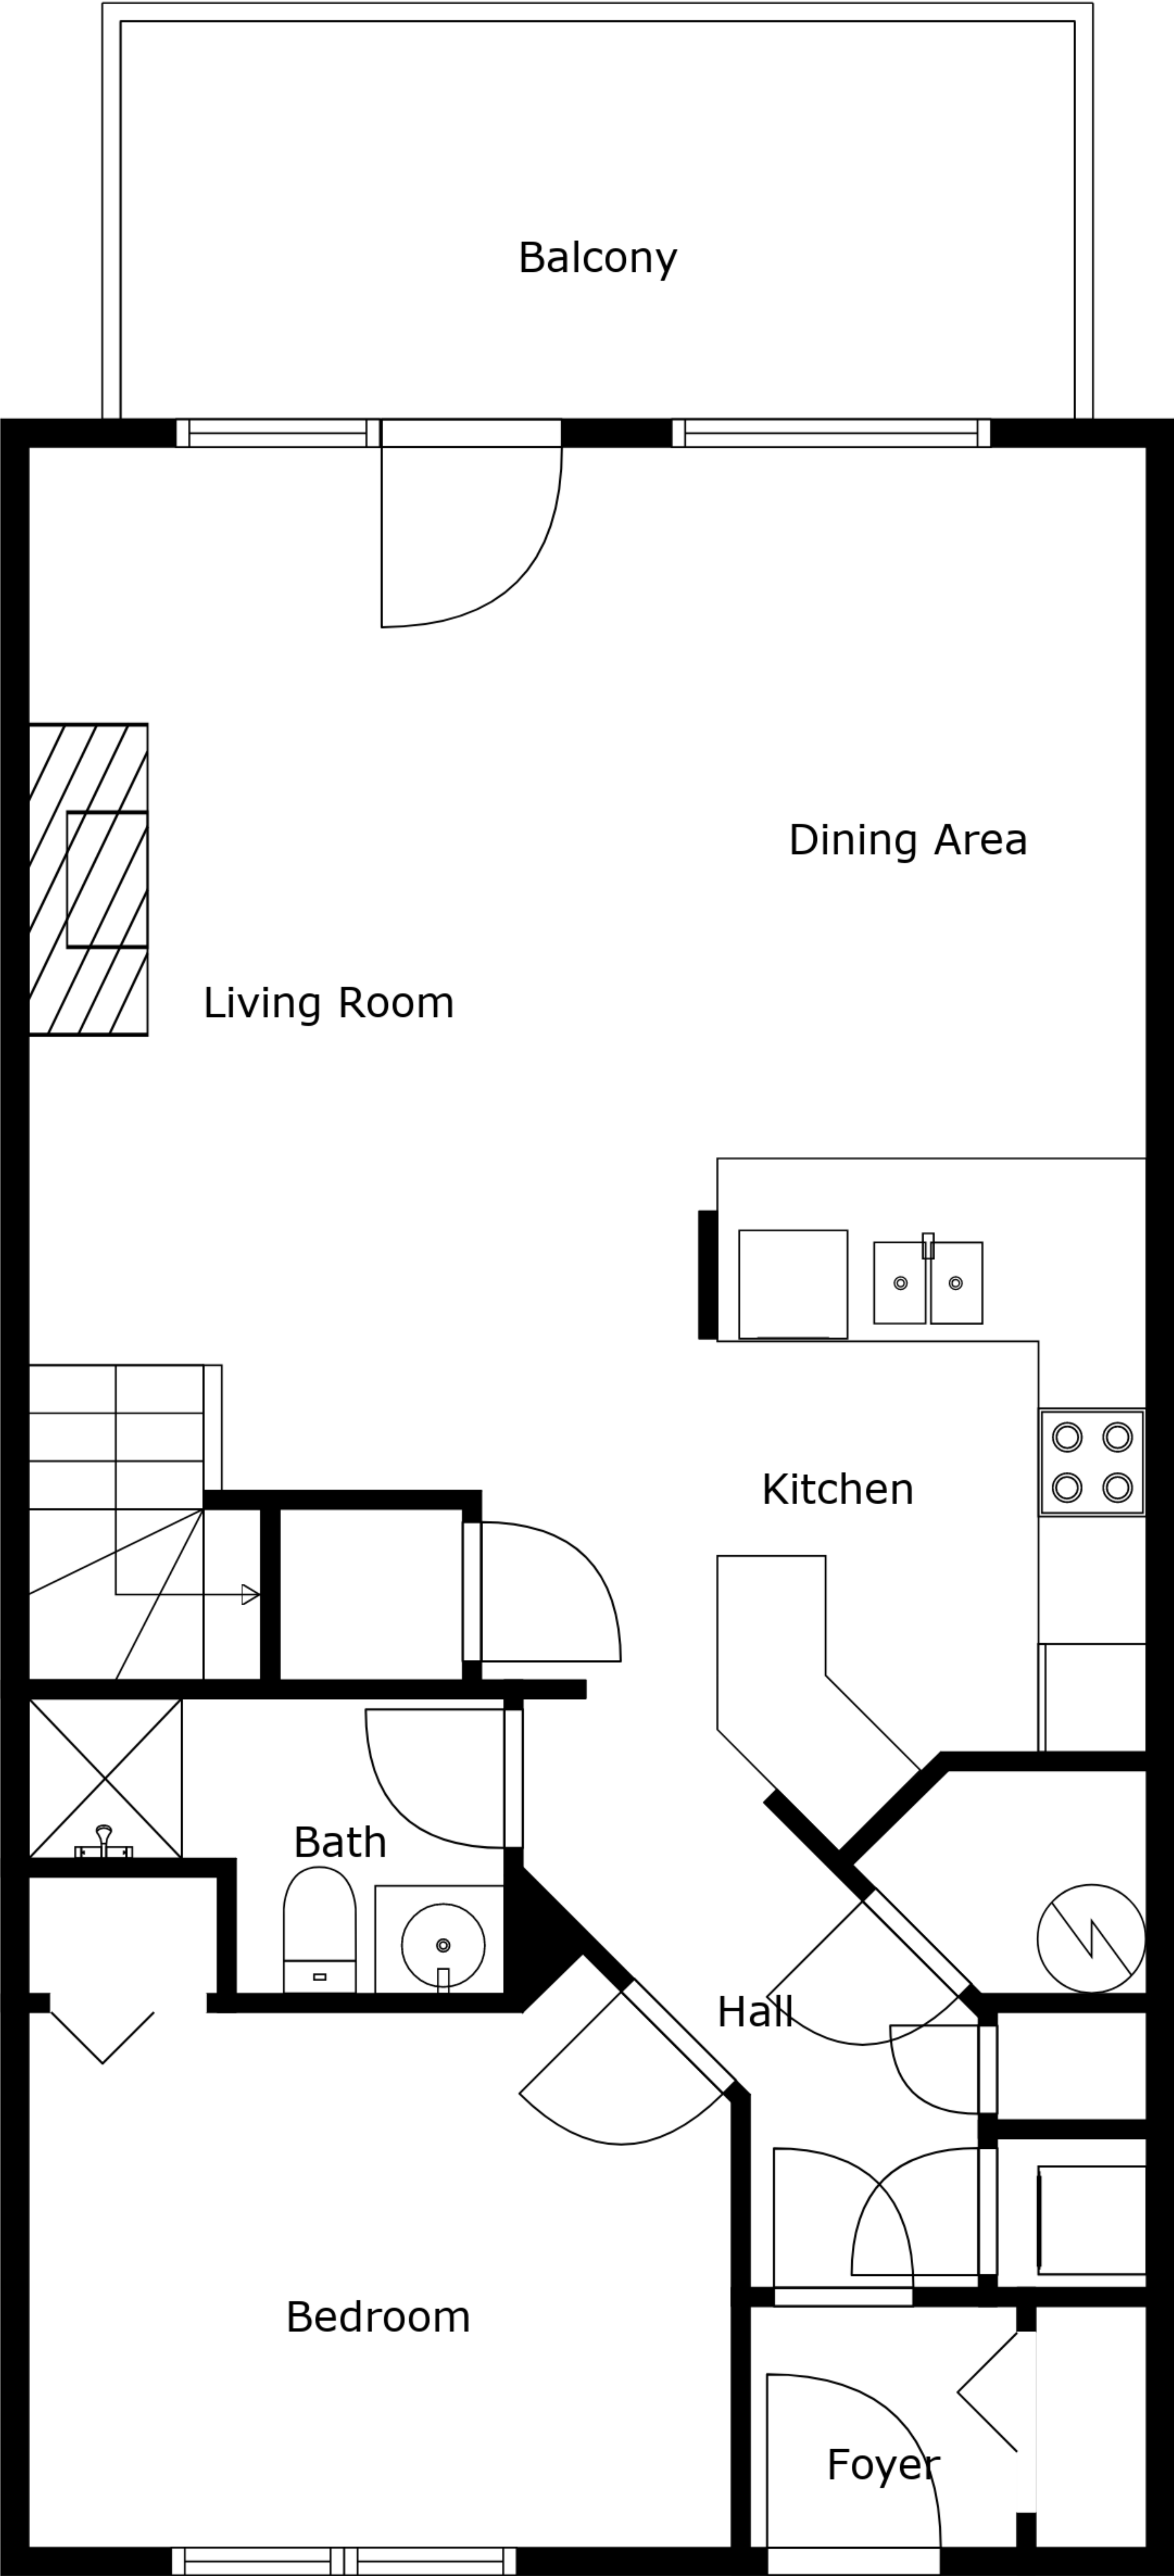 Balcony
Dining Area
Living Room
Kitchen
Bath
Hall
Bedroom
Foyer